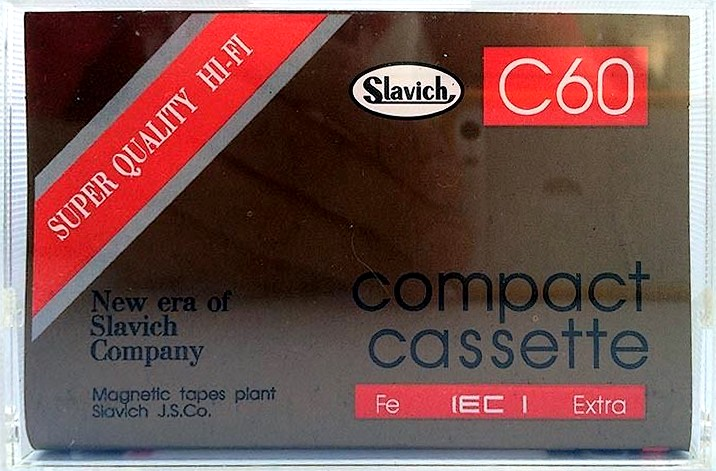 SUPER QUALITY HI-FI
Slavich
C60
New era of
Slavich
Company
compact
cassette
Magnetic tapes plant
Slavich J.S.Co.
Fe IEC I Extra